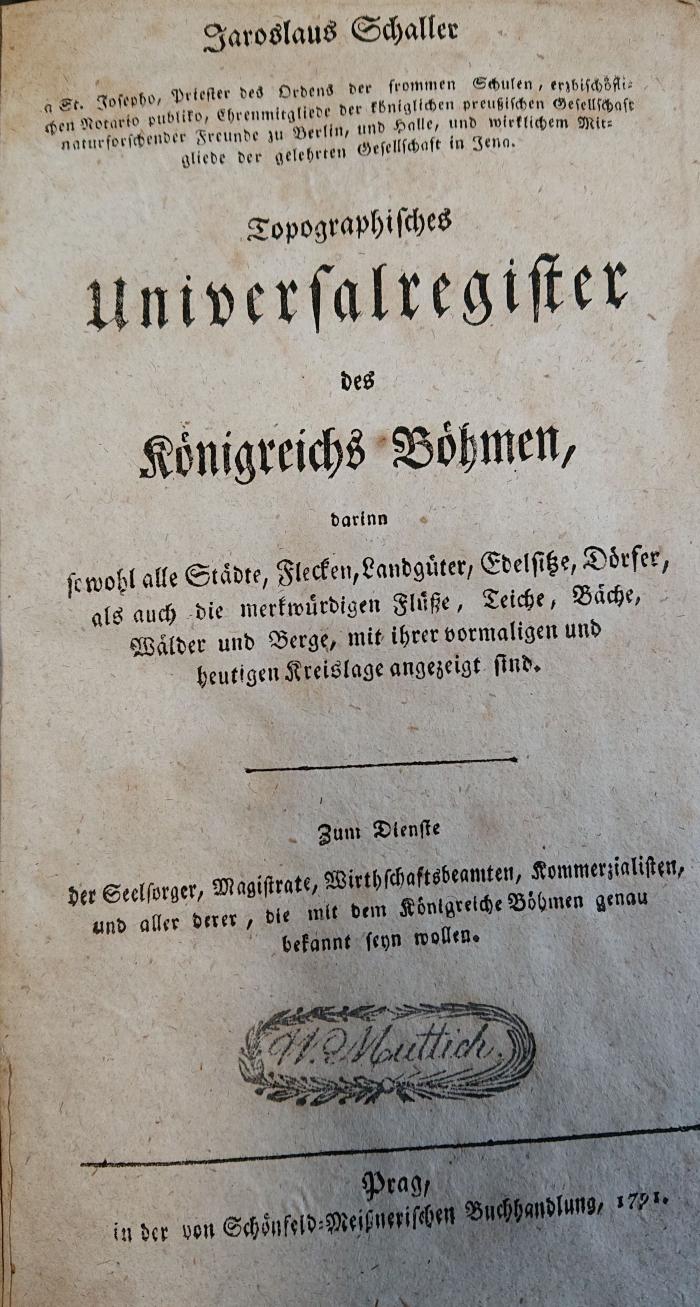 Jaroslaus Schaller
a St. Josepho, Priester des Ordens der frommen Schulen, erzbischöfli⸗
chen Notario publiko, Ehrenmitgliede der königlichen preußischen Gesellschaft
naturforschender Freunde zu Berlin, und Halle, und wirklichem Mit⸗
gliede der gelehrten Gesellschaft in Jena.
Topographisches
Universalregister
des
Königreichs Böhmen,
darinn
sowohl alle Städte, Flecken, Landgüter, Edelsitze, Dörfer,
als auch die merkwürdigen Flüße, Teiche, Bäche,
Wälder und Berge, mit ihrer vormaligen und
heutigen Kreislage angezeigt sind.
Zum Dienste
der Seelsorger, Magistrate, Wirthschaftsbeamten, Kommerzialisten,
und aller derer, die mit dem Königreiche Böhmen genau
bekannt seyn wollen.
W. Muttich.
Prag,
in der von Schönfeld⸗Meißnerischen Buchhandlung, 1791.